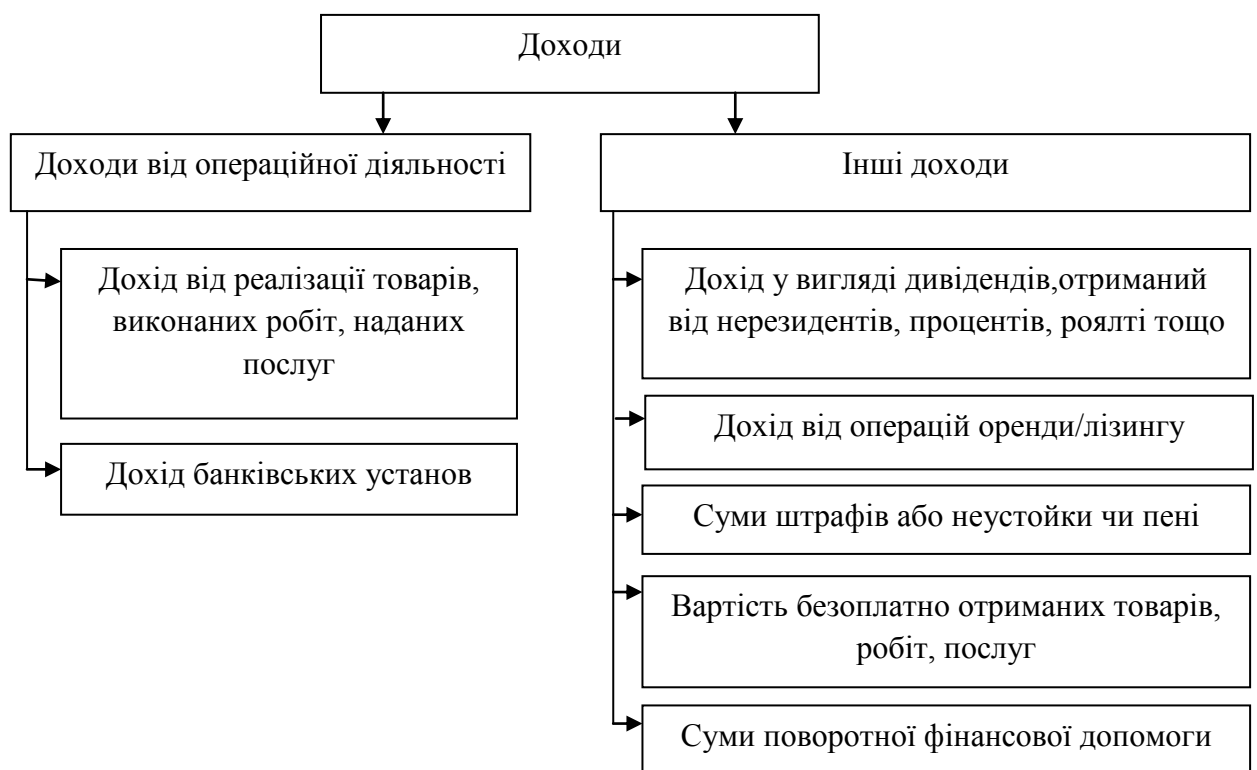 Доходи
Доходи від операційної діяльності
Дохід від реалізації товарів,
виконаних робіт, наданих
послуг
Дохід банківських установ
Інші доходи
Дохід у вигляді дивідендів,отриманий
від нерезидентів, процентів, роялті тощо
Дохід від операцій оренди/лізингу
Суми штрафів або неустойки чи пені
Вартість безоплатно отриманих товарів,
робіт, послуг
Суми поворотної фінансової допомоги